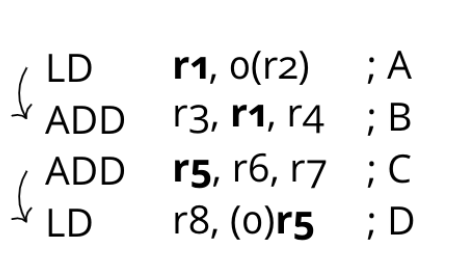 LD r1, 0(r2) ; A
ADD r3, r1, r4 ; B
ADD r5, r6, r7 ; C
LD r8, (0)r5 ; D